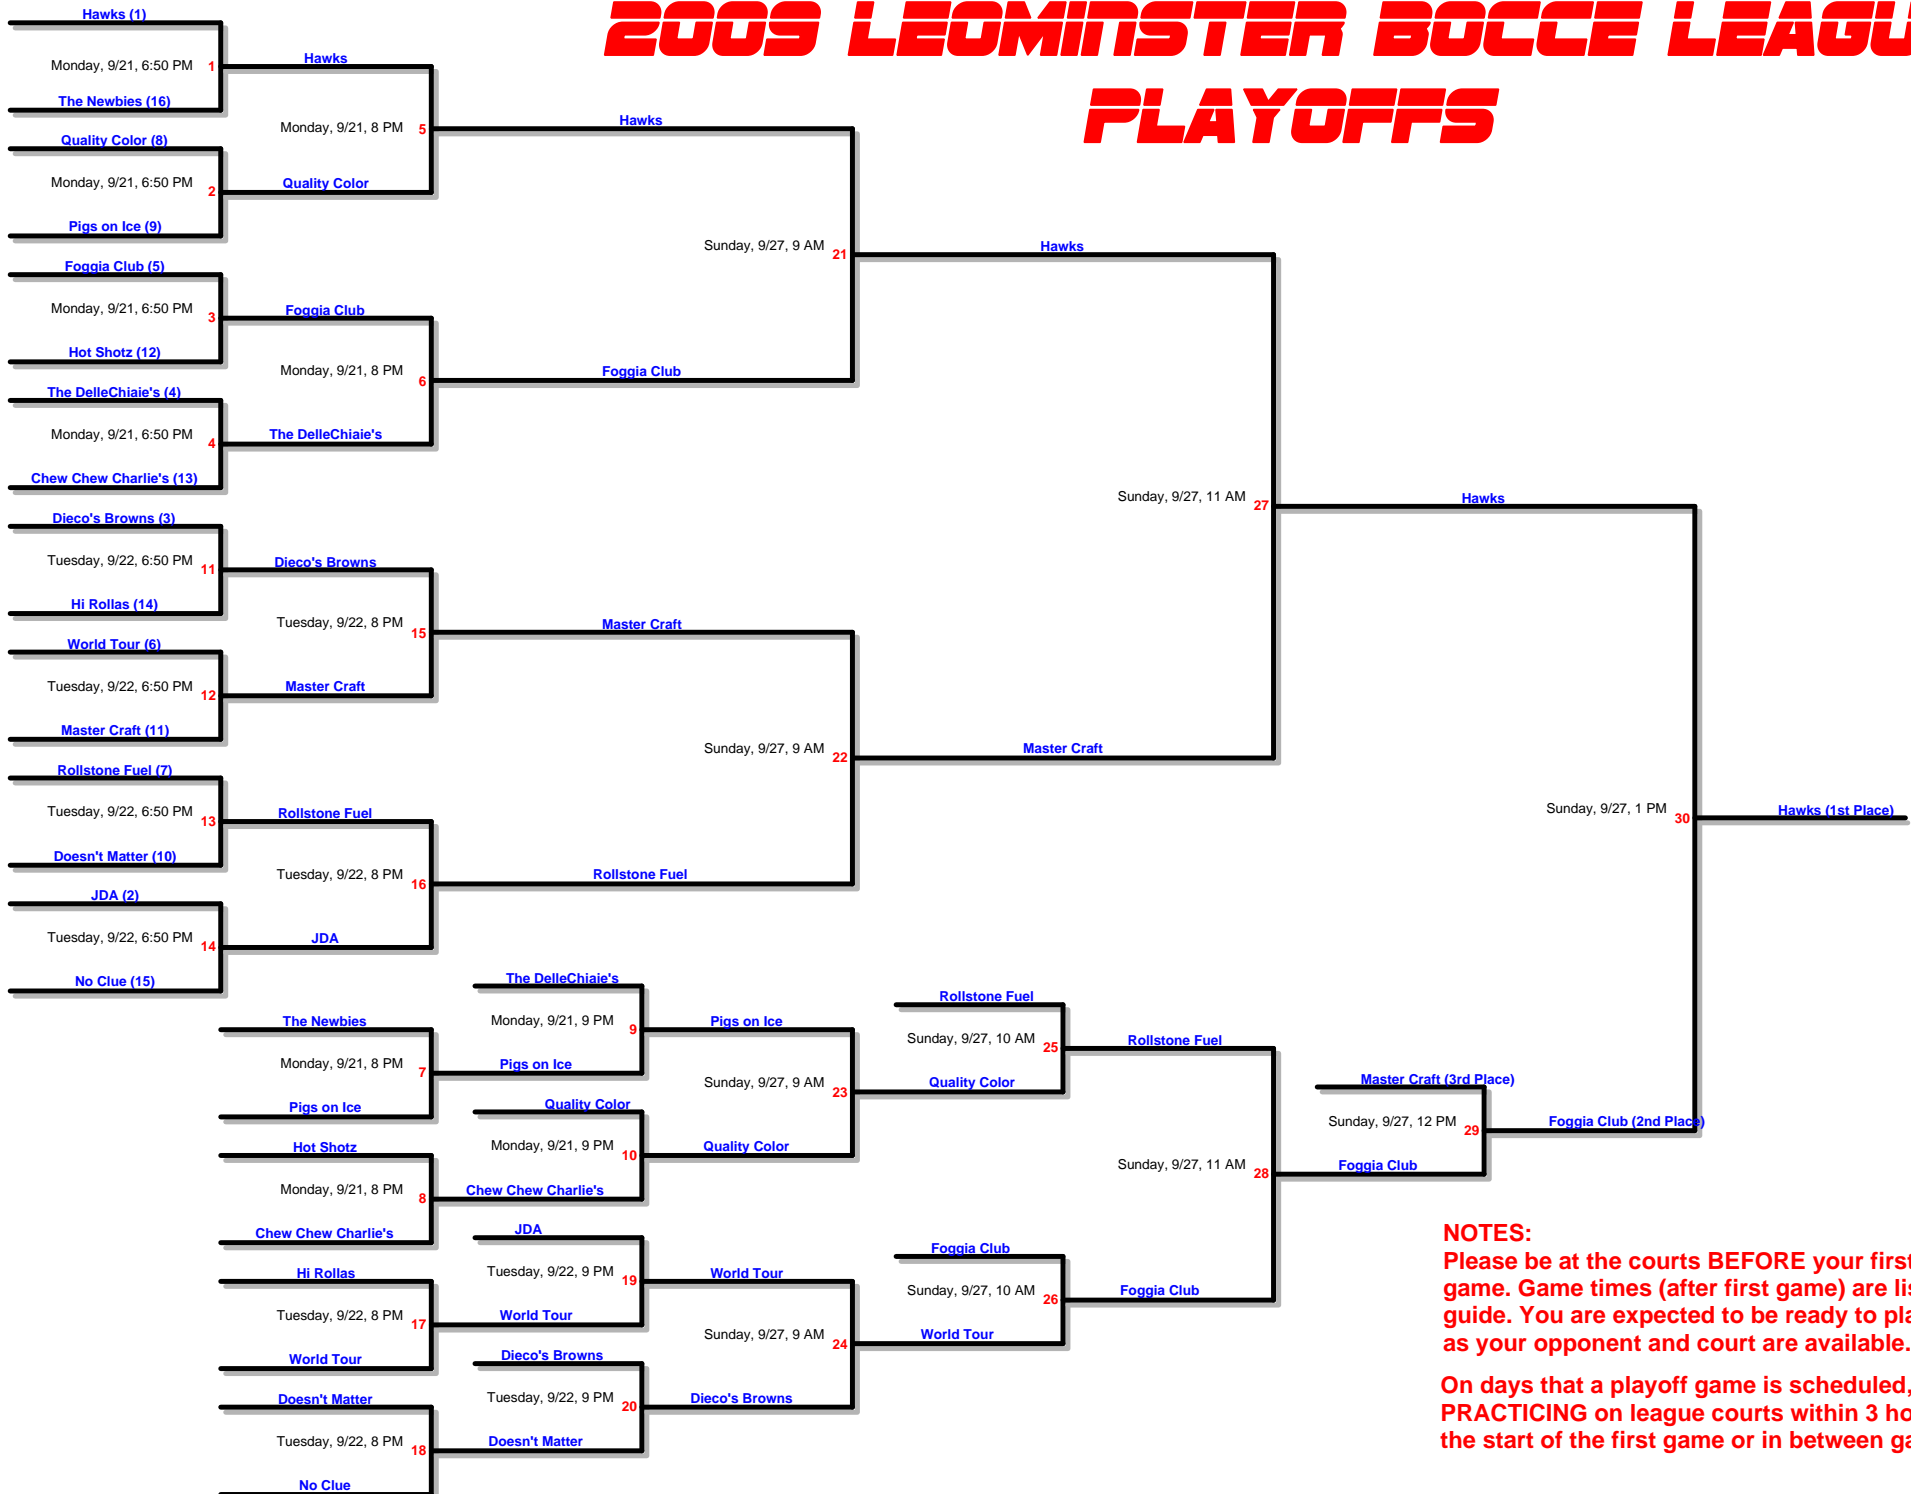 2009 LEOMINSTER BOCCE LEAGU
PLAYOFFS
Hawks (1)
Monday, 9/21, 6:50 PM 1
The Newbies (16)
Hawks
Quality Color (8)
Monday, 9/21, 6:50 PM 2
Pigs on Ice (9)
Quality Color
Monday, 9/21, 8 PM 5
Hawks
Foggia Club (5)
Monday, 9/21, 6:50 PM 3
Hot Shotz (12)
Foggia Club
The DelleChiaie's (4)
Monday, 9/21, 6:50 PM 4
Chew Chew Charlie's (13)
The DelleChiaie's
Monday, 9/21, 8 PM 6
Foggia Club
Sunday, 9/27, 9 AM 21
Hawks
Dieco's Browns (3)
Tuesday, 9/22, 6:50 PM 11
Hi Rollas (14)
Dieco's Browns
World Tour (6)
Tuesday, 9/22, 6:50 PM 12
Master Craft (11)
Master Craft
Tuesday, 9/22, 8 PM 15
Master Craft
Rollstone Fuel (7)
Tuesday, 9/22, 6:50 PM 13
Doesn't Matter (10)
Rollstone Fuel
JDA (2)
Tuesday, 9/22, 6:50 PM 14
No Clue (15)
JDA
Tuesday, 9/22, 8 PM 16
Rollstone Fuel
Sunday, 9/27, 9 AM 22
Master Craft
Sunday, 9/27, 11 AM 27
Hawks
Sunday, 9/27, 1 PM 30
Hawks (1st Place)
The Newbies
Monday, 9/21, 8 PM 7
Pigs on Ice
The DelleChiaie's
Monday, 9/21, 9 PM 9
Pigs on Ice
Pigs on Ice
Hot Shotz
Monday, 9/21, 8 PM 8
Chew Chew Charlie's
Quality Color
Monday, 9/21, 9 PM 10
Chew Chew Charlie's
Quality Color
Sunday, 9/27, 9 AM 23
Quality Color
Rollstone Fuel
Sunday, 9/27, 10 AM 25
Rollstone Fuel
Hi Rollas
Tuesday, 9/22, 8 PM 17
World Tour
JDA
Tuesday, 9/22, 9 PM 19
World Tour
World Tour
Doesn't Matter
Tuesday, 9/22, 8 PM 18
No Clue
Dieco's Browns
Tuesday, 9/22, 9 PM 20
Doesn't Matter
Dieco's Browns
Sunday, 9/27, 9 AM 24
World Tour
Foggia Club
Sunday, 9/27, 10 AM 26
Foggia Club
Sunday, 9/27, 11 AM 28
Foggia Club
Master Craft (3rd Place)
Sunday, 9/27, 12 PM 29
Foggia Club (2nd Place)
NOTES:
Please be at the courts BEFORE your first
game. Game times (after first game) are lis
guide. You are expected to be ready to pla
as your opponent and court are available.
On days that a playoff game is scheduled,
PRACTICING on league courts within 3 ho
the start of the first game or in between ga